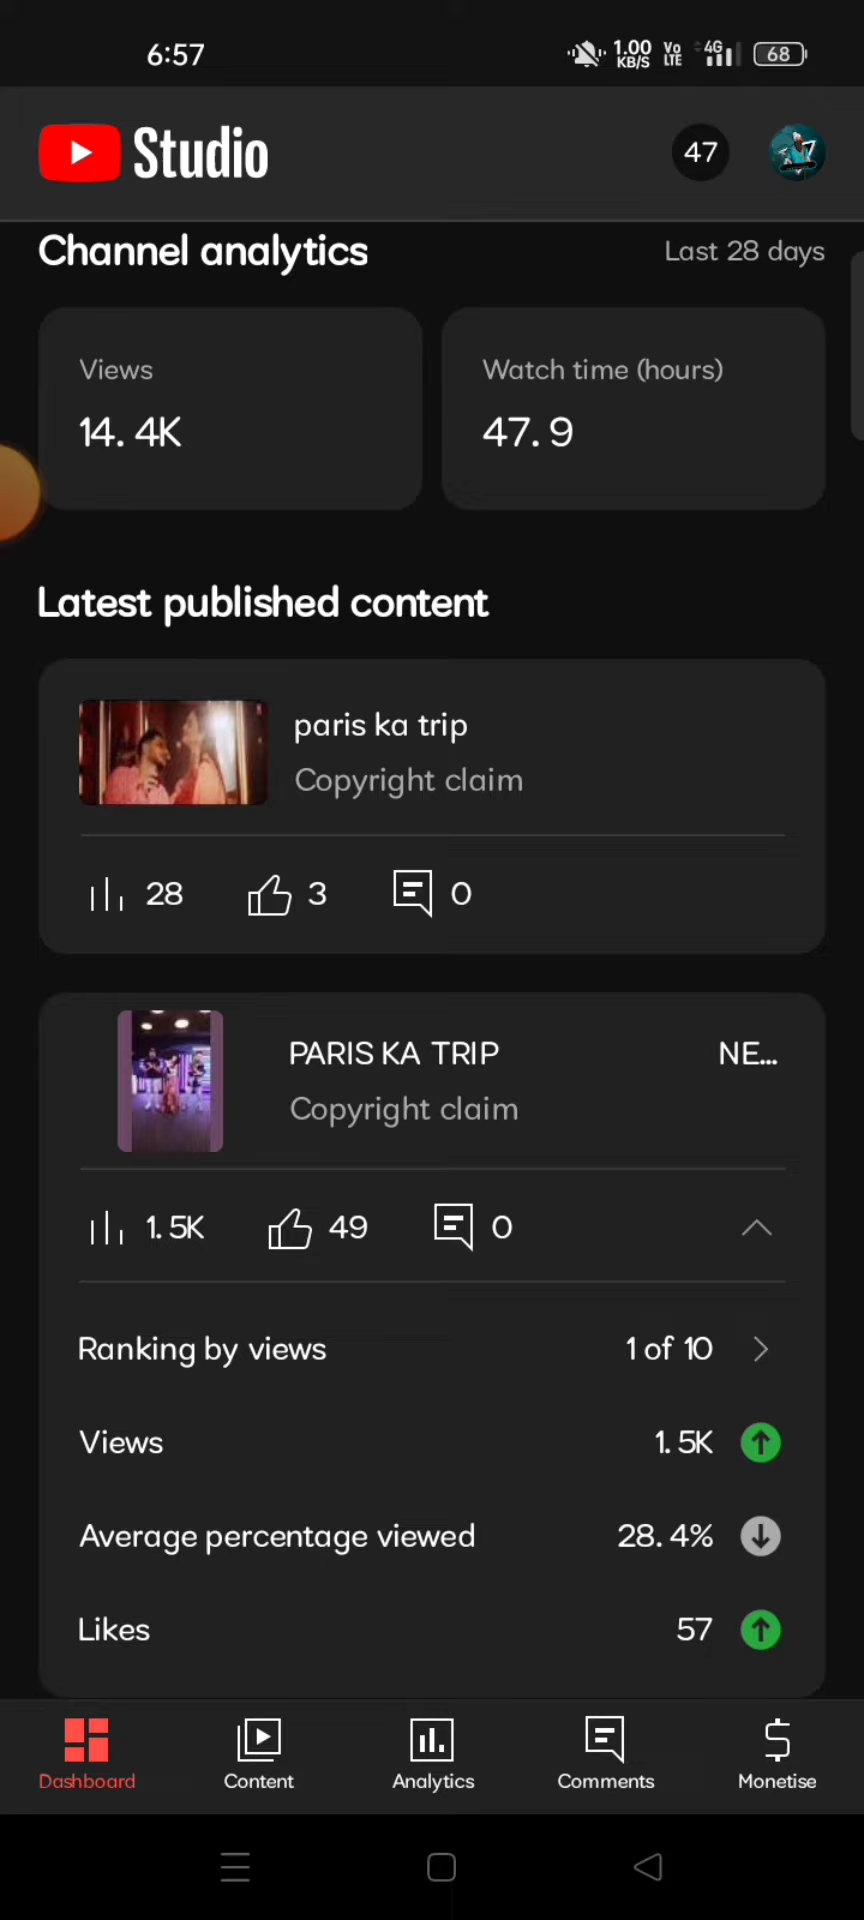 6:57
1.00 KB/S Vo LTE 4G 68
Studio
47
Channel analytics Last 28 days
Views Watch time (hours)
14. 4K 47. 9
Latest published content
paris ka trip
Copyright claim
28 3 0
PARIS KA TRIP NE...
Copyright claim
1. 5K 49 0
Ranking by views 1 of 10
Views 1. 5K
Average percentage viewed 28. 4%
Likes 57
Dashboard Content Analytics Comments Monetise